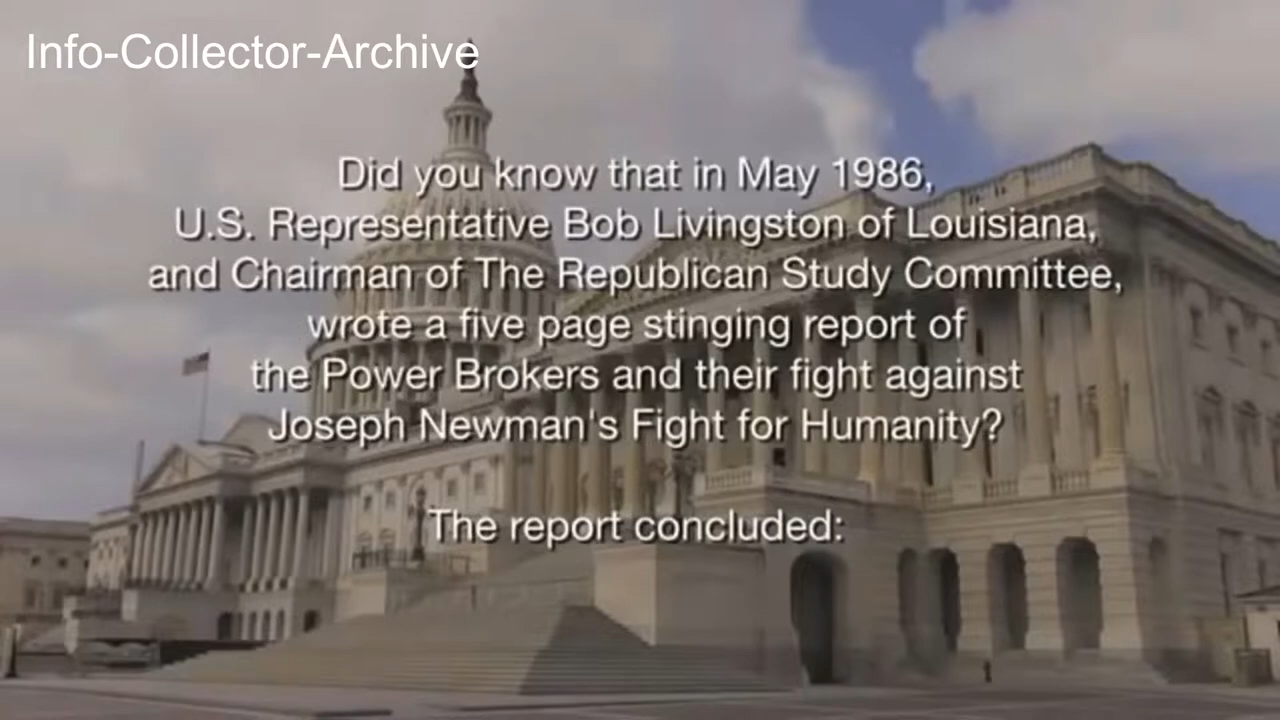 Info-Collector-Archive
Did you know that in May 1986,
U.S. Representative Bob Livingston of Louisiana,
and Chairman of The Republican Study Committee,
wrote a five page stinging report of
the Power Brokers and their fight against
Joseph Newman's Fight for Humanity?
The report concluded: